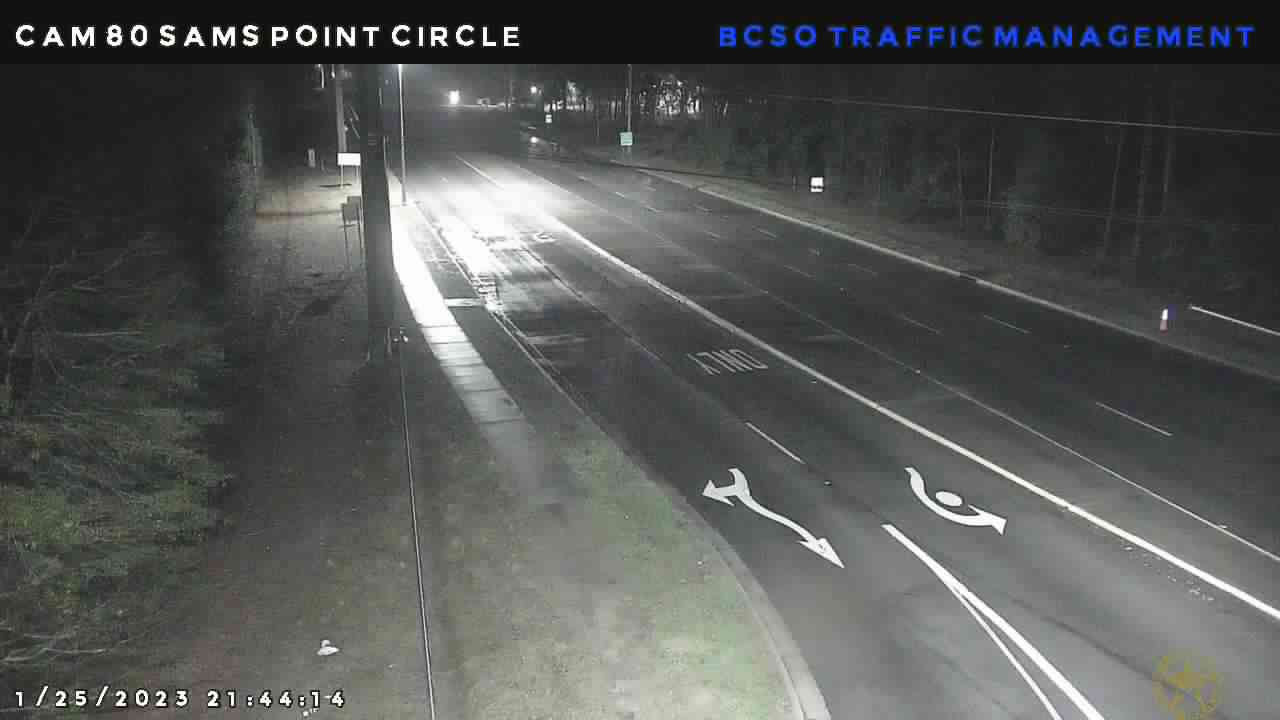 CAM 80 SAMS POINT CIRCLE
BCSO TRAFFIC MANAGEMENT
ONLY
1/25/2023 21:44:14